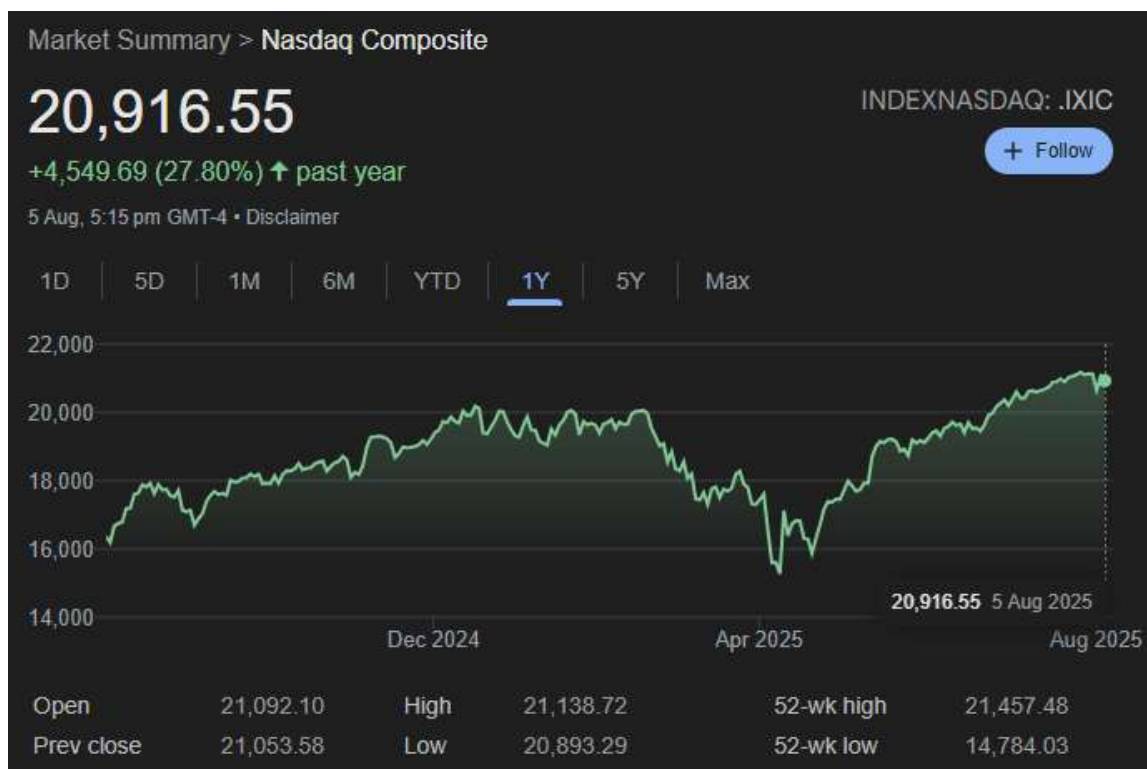 Market Summary > Nasdaq Composite
20,916.55
INDEXNASDAQ: .IXIC
+ Follow
+4,549.69 (27.80%) ↑ past year
5 Aug, 5:15 pm GMT-4 • Disclaimer
1D 5D 1M 6M YTD 1Y 5Y Max
22,000
20,000
18,000
16,000
14,000
20,916.55 5 Aug 2025
Dec 2024 Apr 2025 Aug 2025
Open 21,092.10 High 21,138.72 52-wk high 21,457.48
Prev close 21,053.58 Low 20,893.29 52-wk low 14,784.03